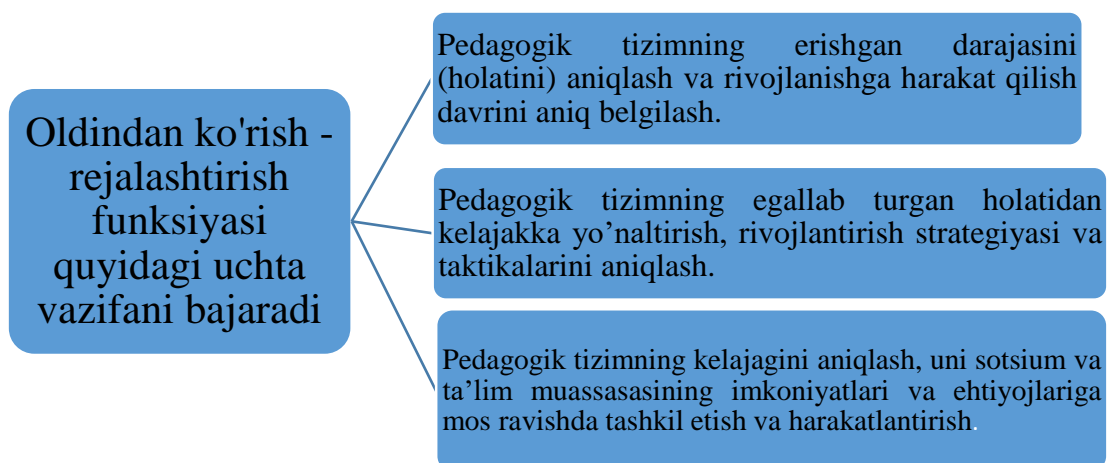 Oldindan ko'rish -
rejalashtirish
funksiyasi
quyidagi uchta
vazifani bajaradi
Pedagogik tizimning erishgan darajasini
(holatini) aniqlash va rivojlanishga harakat qilish
davrini aniq belgilash.
Pedagogik tizimning egallab turgan holatidan
kelajakka yo’naltirish, rivojlantirish strategiyasi va
taktikalarini aniqlash.
Pedagogik tizimning kelajagini aniqlash, uni sotsium va
ta’lim muassasasining imkoniyatlari va ehtiyojlariga
mos ravishda tashkil etish va harakatlantirish.